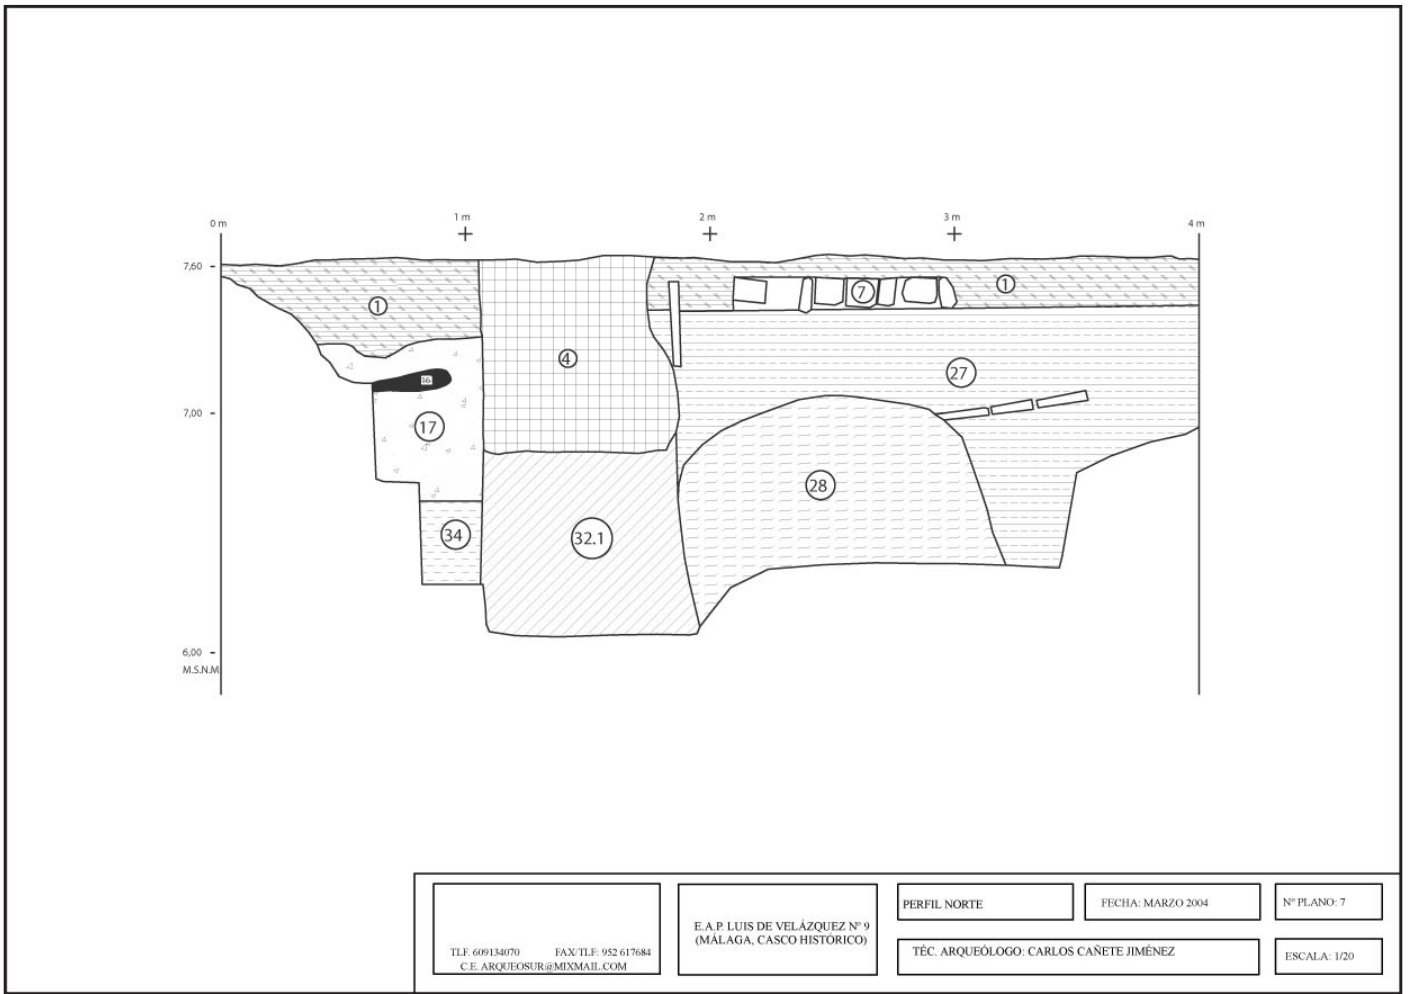 0 m
1 m
2 m
3 m
4 m
7,60
1
7
1
4
16
27
7,00
17
28
34
32.1
6,00
M.S.N.M
TLF. 609134070 FAX/TLF: 952 617684
C.E. ARQUEOSUR@MIXMAIL.COM
E.A.P. LUIS DE VELÁZQUEZ Nº 9
(MÁLAGA, CASCO HISTÓRICO)
PERFIL NORTE
FECHA: MARZO 2004
Nº PLANO: 7
TÉC. ARQUEÓLOGO: CARLOS CAÑETE JIMÉNEZ
ESCALA: 1/20